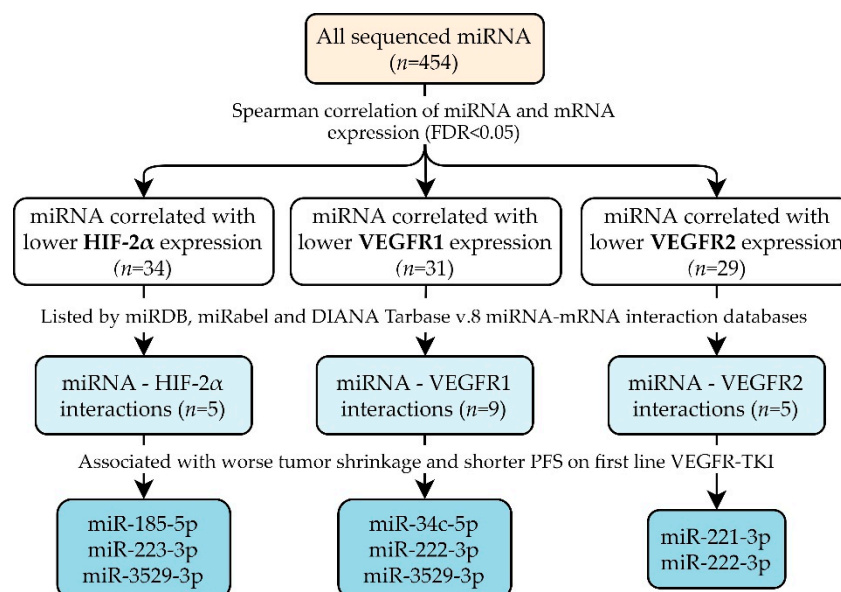 All sequenced miRNA
(n=454)
Spearman correlation of miRNA and mRNA
expression (FDR<0.05)
miRNA correlated with
lower HIF-2α expression
(n=34)
miRNA correlated with
lower VEGFR1 expression
(n=31)
miRNA correlated with
lower VEGFR2 expression
(n=29)
Listed by miRDB, miRabel and DIANA Tarbase v.8 miRNA-mRNA interaction databases
miRNA - HIF-2α
interactions (n=5)
miRNA - VEGFR1
interactions (n=9)
miRNA - VEGFR2
interactions (n=5)
Associated with worse tumor shrinkage and shorter PFS on first line VEGFR-TKI
miR-185-5p
miR-223-3p
miR-3529-3p
miR-34c-5p
miR-222-3p
miR-3529-3p
miR-221-3p
miR-222-3p